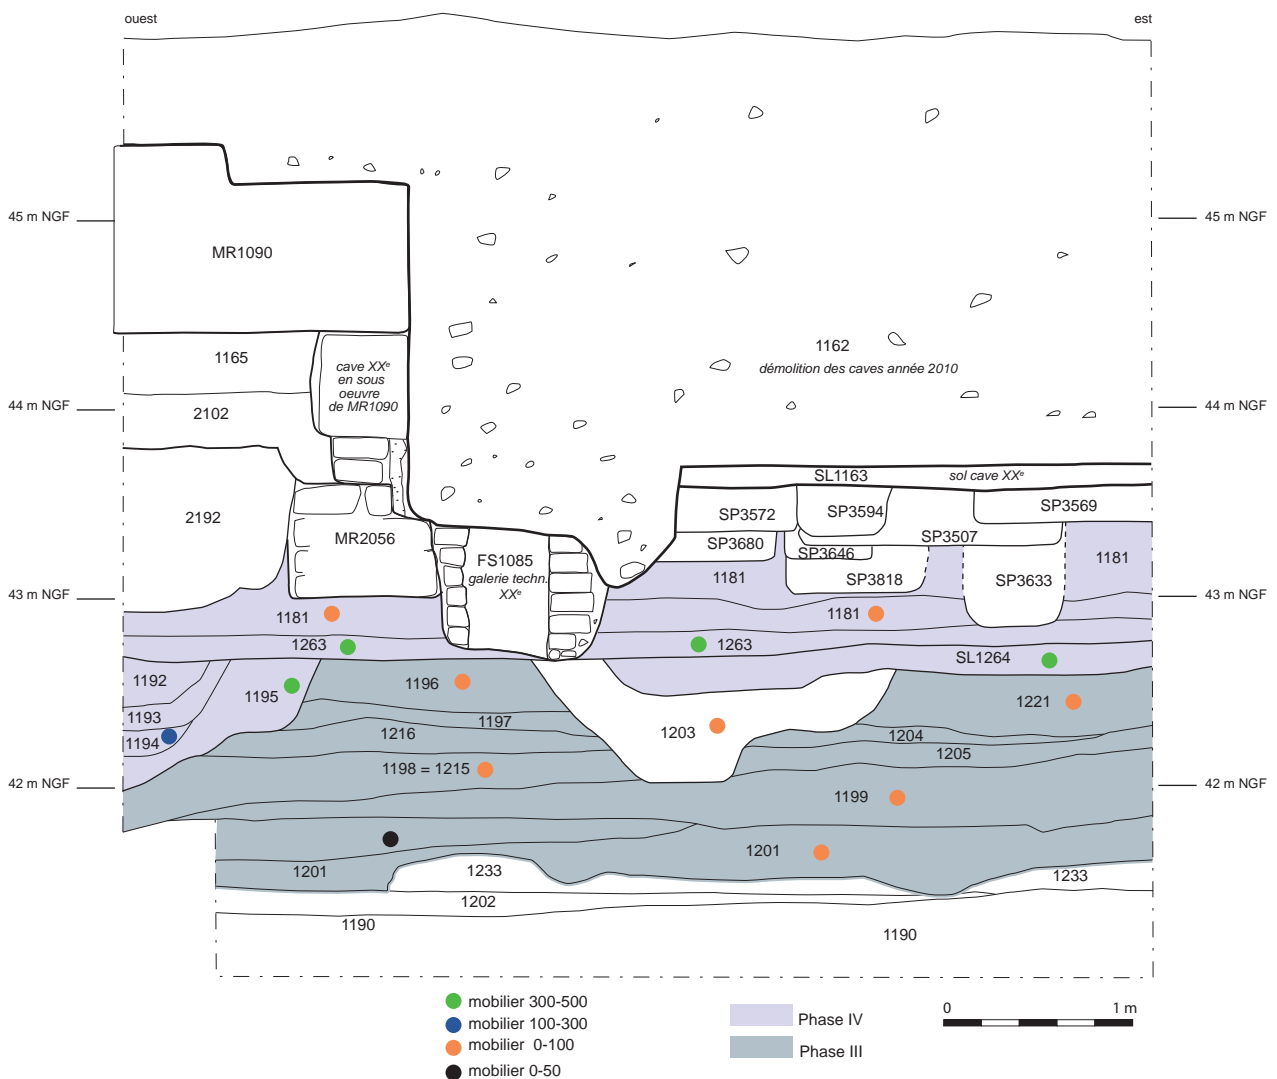 ouest
est
45 m NGF
45 m NGF
MR1090
1165
cave XXe
en sous
oeuvre
de MR1090
1162
démolition des caves année 2010
44 m NGF
44 m NGF
2102
SL1163
sol cave XXe
2192
SP3572
SP3594
SP3569
MR2056
SP3680
SP3507
SP3646
FS1085
galerie techn.
XXe
1181
SP3818
SP3633
1181
43 m NGF
43 m NGF
1181
1181
1263
1263
SL1264
1192
1195
1196
1221
1193
1197
1194
1216
1203
1204
1205
1198 = 1215
42 m NGF
42 m NGF
1199
1201
1201
1233
1233
1202
1190
1190
mobilier 300-500
mobilier 100-300
mobilier 0-100
mobilier 0-50
Phase IV
Phase III
0
1 m